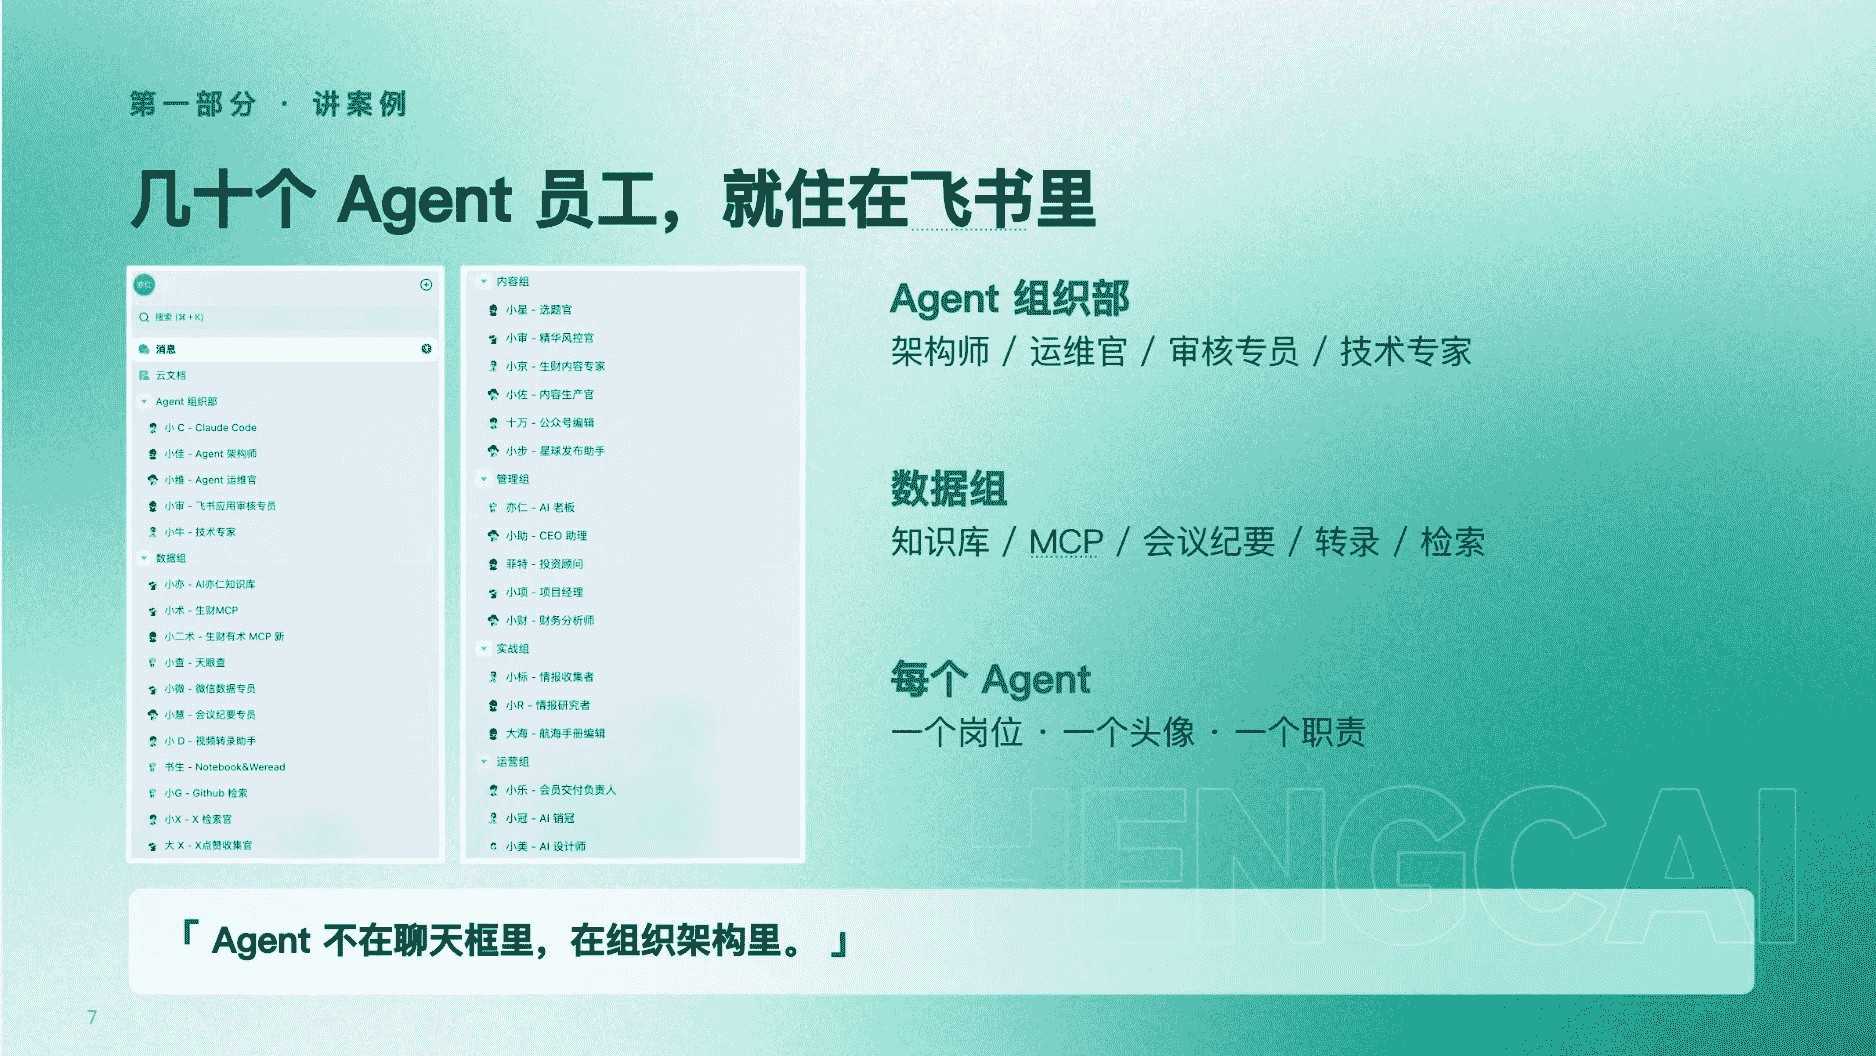 第一部分 · 讲案例
几十个 Agent 员工，就住在飞书里
亦仁
搜索 (⌘ + K)
消息
云文档
Agent 组织部
小 C - Claude Code
小佳 - Agent 架构师
小维 - Agent 运维官
小审 - 飞书应用审核专员
小牛 - 技术专家
数据组
小亦 - AI亦仁知识库
小术 - 生财MCP
小二术 - 生财有术 MCP 新
小查 - 天眼查
小微 - 微信数据专员
小慧 - 会议纪要专员
小 D - 视频转录助手
书生 - Notebook&Weread
小G - Github 检索
小X - X 检索官
大 X - X点赞收集官
内容组
小星 - 选题官
小审 - 精华风控官
小京 - 生财内容专家
小佐 - 内容生产官
十万 - 公众号编辑
小步 - 星球发布助手
管理组
亦仁 - AI 老板
小助 - CEO 助理
菲特 - 投资顾问
小项 - 项目经理
小财 - 财务分析师
实战组
小标 - 情报收集者
小R - 情报研究者
大海 - 航海手册编辑
运营组
小乐 - 会员交付负责人
小冠 - AI 销冠
小美 - AI 设计师
Agent 组织部
架构师 / 运维官 / 审核专员 / 技术专家
数据组
知识库 / MCP / 会议纪要 / 转录 / 检索
每个 Agent
一个岗位 · 一个头像 · 一个职责
HENGCAI
「 Agent 不在聊天框里，在组织架构里。 」
7